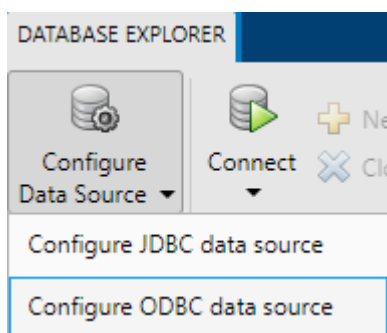 DATABASE EXPLORER
Configure
Data Source
Connect
Configure JDBC data source
Configure ODBC data source